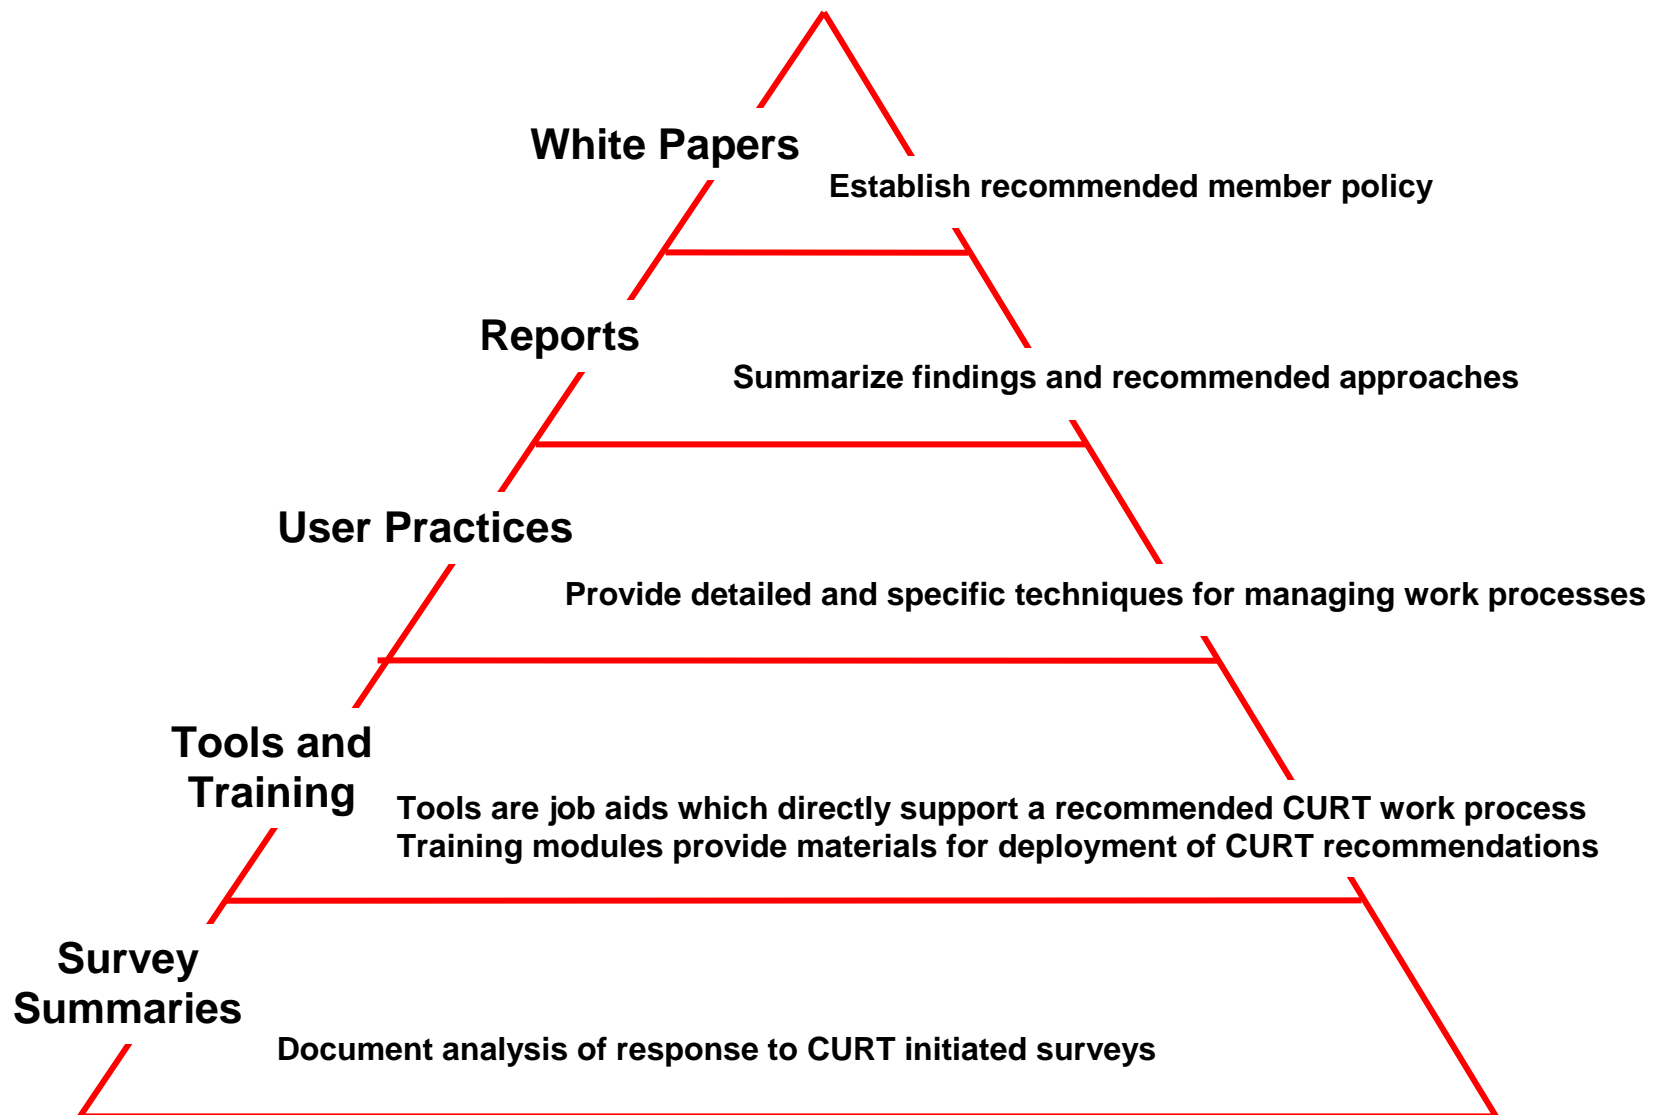 White Papers
Establish recommended member policy
Reports
Summarize findings and recommended approaches
User Practices
Provide detailed and specific techniques for managing work processes
Tools and
Training
Tools are job aids which directly support a recommended CURT work process
Training modules provide materials for deployment of CURT recommendations
Survey
Summaries
Document analysis of response to CURT initiated surveys